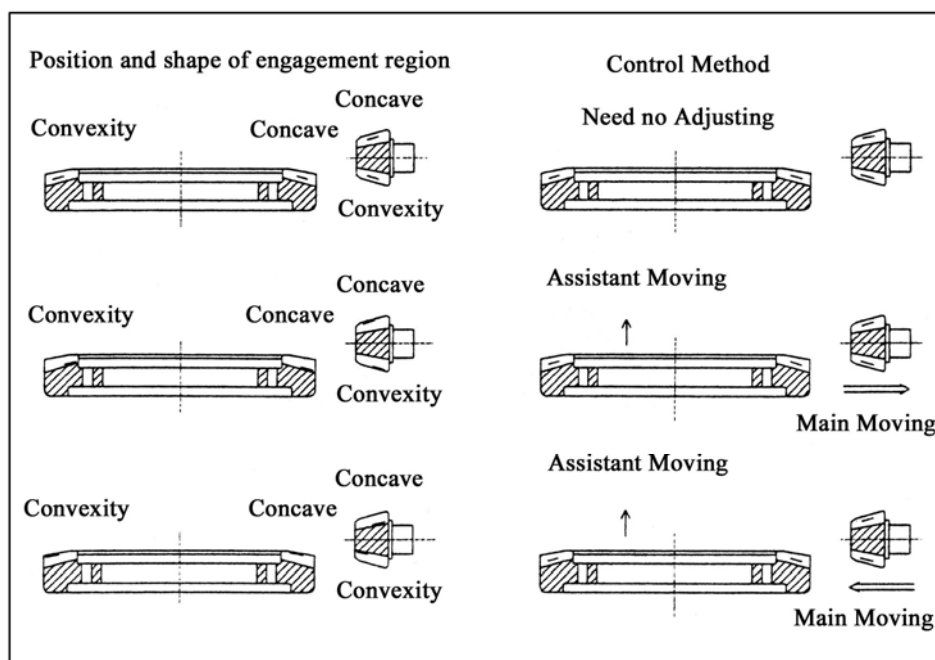 Position and shape of engagement region
Control Method
Concave
Convexity
Concave
Need no Adjusting
Convexity
Concave
Assistant Moving
Convexity
Concave
Convexity
Main Moving
Concave
Assistant Moving
Convexity
Concave
Convexity
Main Moving